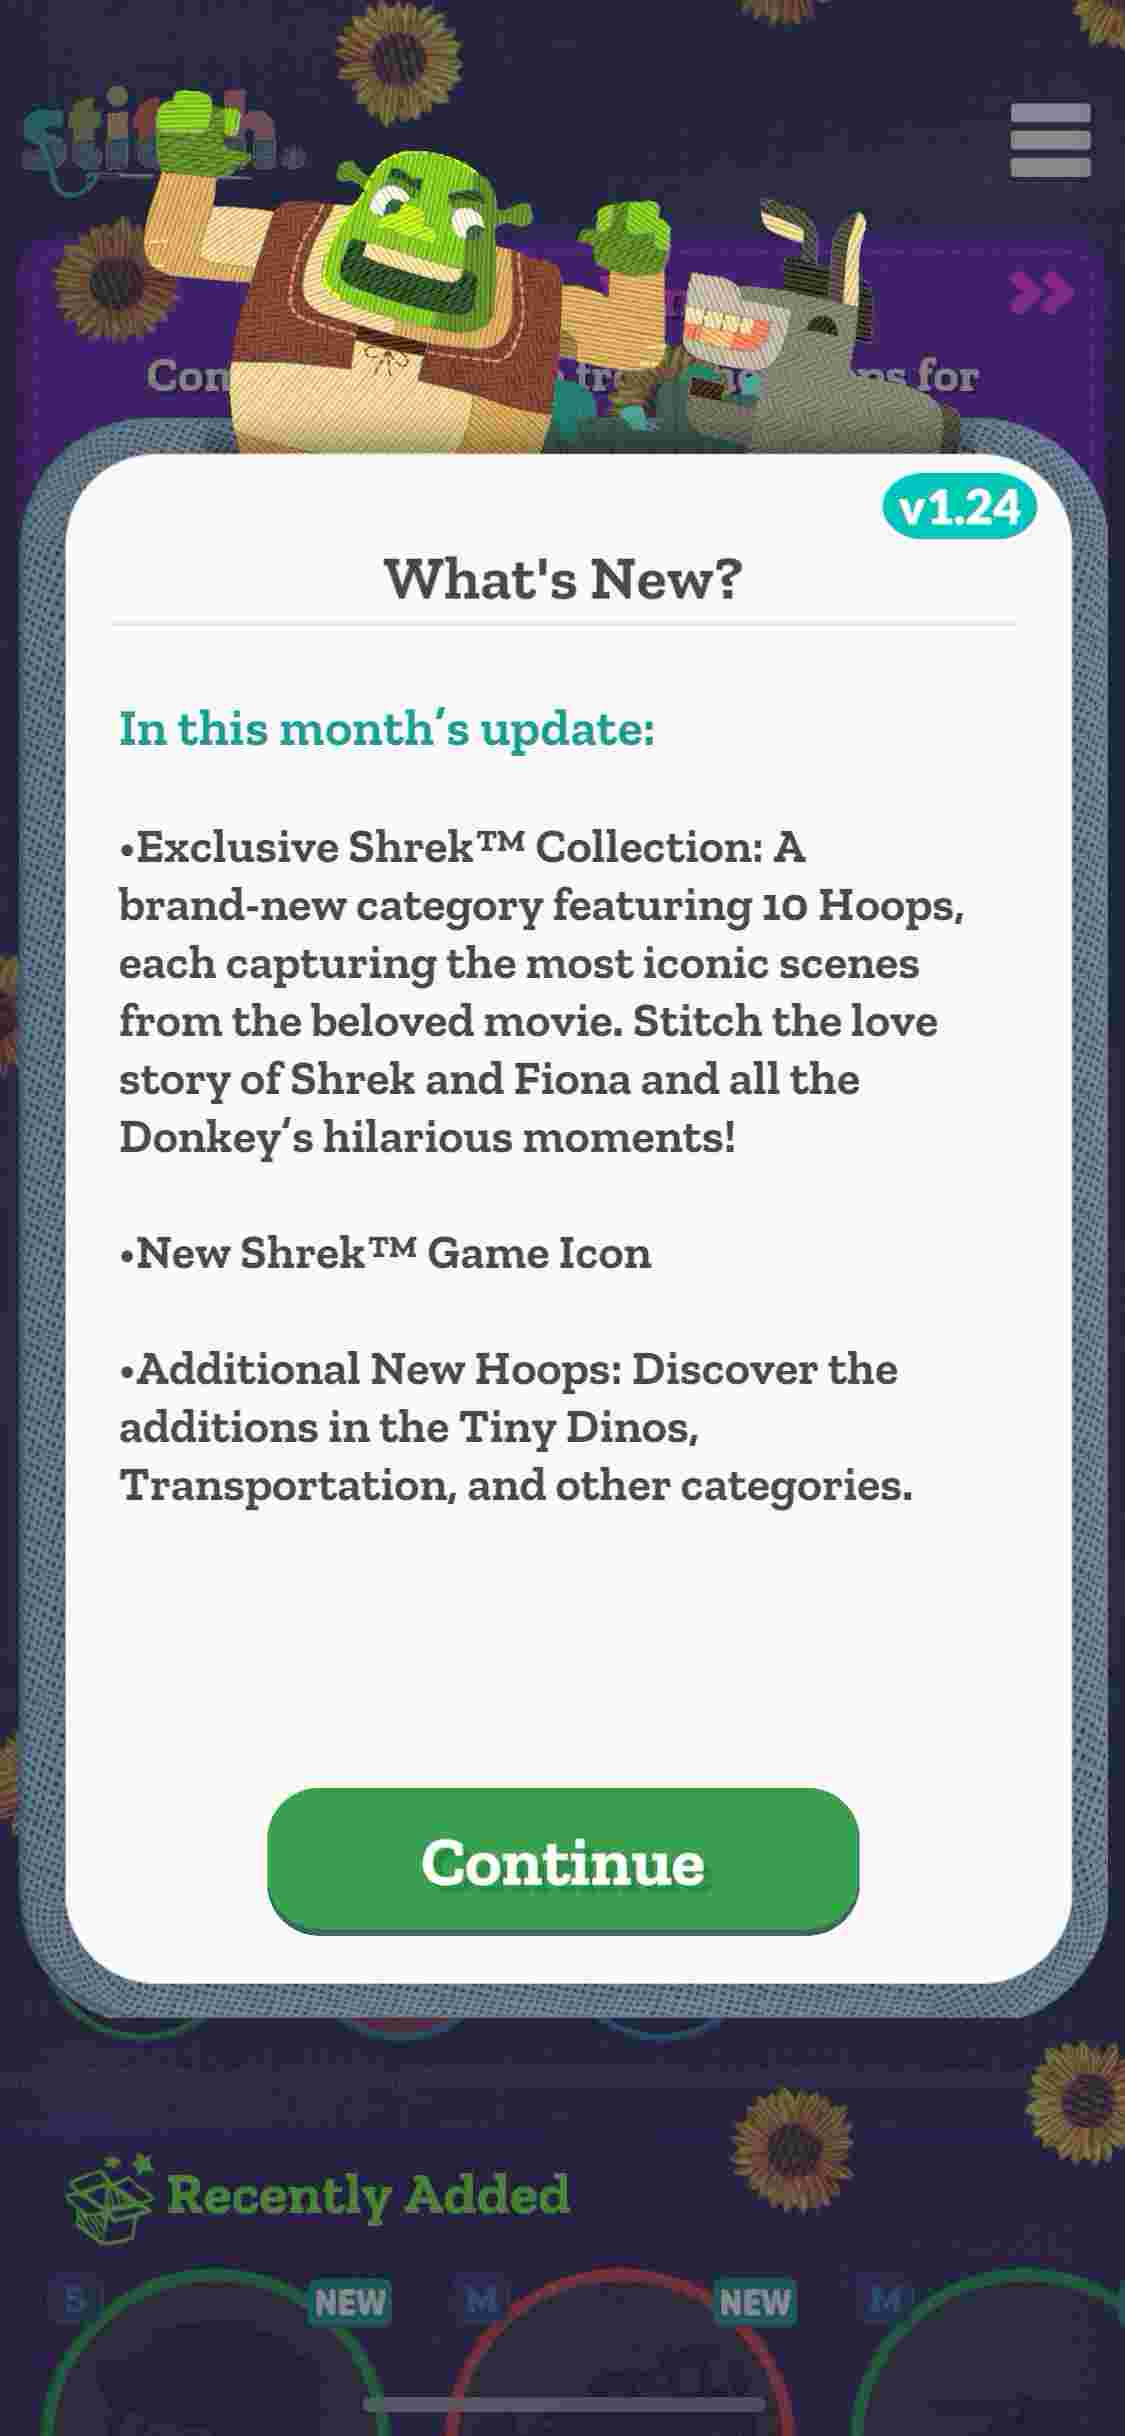 stitch.
for
v1.24
What's New?
In this month’s update:
•Exclusive Shrek™ Collection: A
brand-new category featuring 10 Hoops,
each capturing the most iconic scenes
from the beloved movie. Stitch the love
story of Shrek and Fiona and all the
Donkey’s hilarious moments!
•New Shrek™ Game Icon
•Additional New Hoops: Discover the
additions in the Tiny Dinos,
Transportation, and other categories.
Continue
Recently Added
S NEW M NEW M